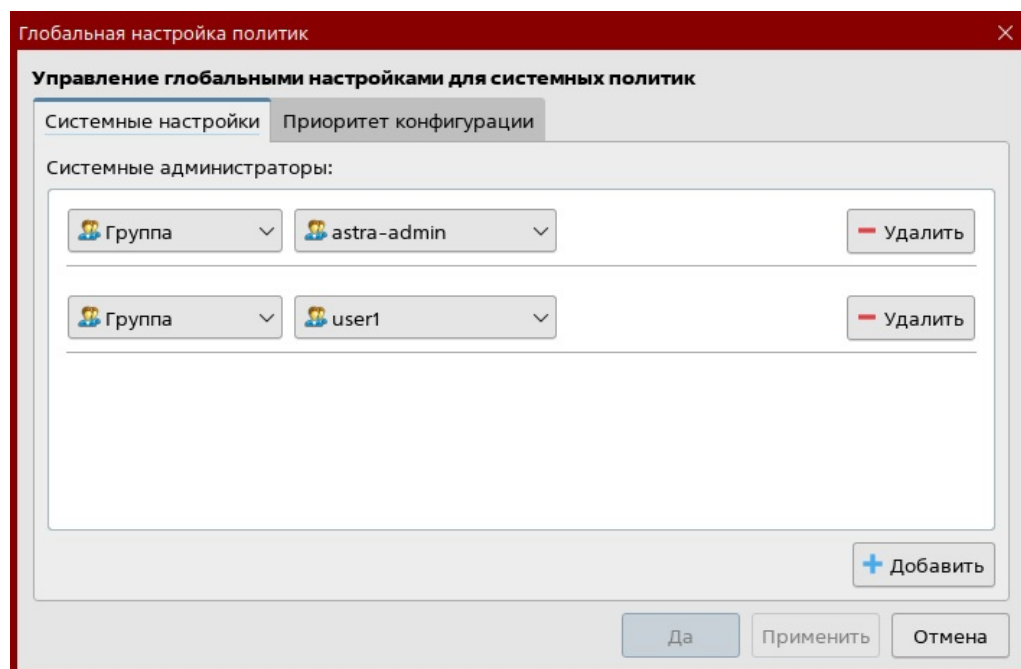 Глобальная настройка политик
Управление глобальными настройками для системных политик
Системные настройки Приоритет конфигурации
Системные администраторы:
Группа astra-admin Удалить
Группа user1 Удалить
Добавить
Да Применить Отмена